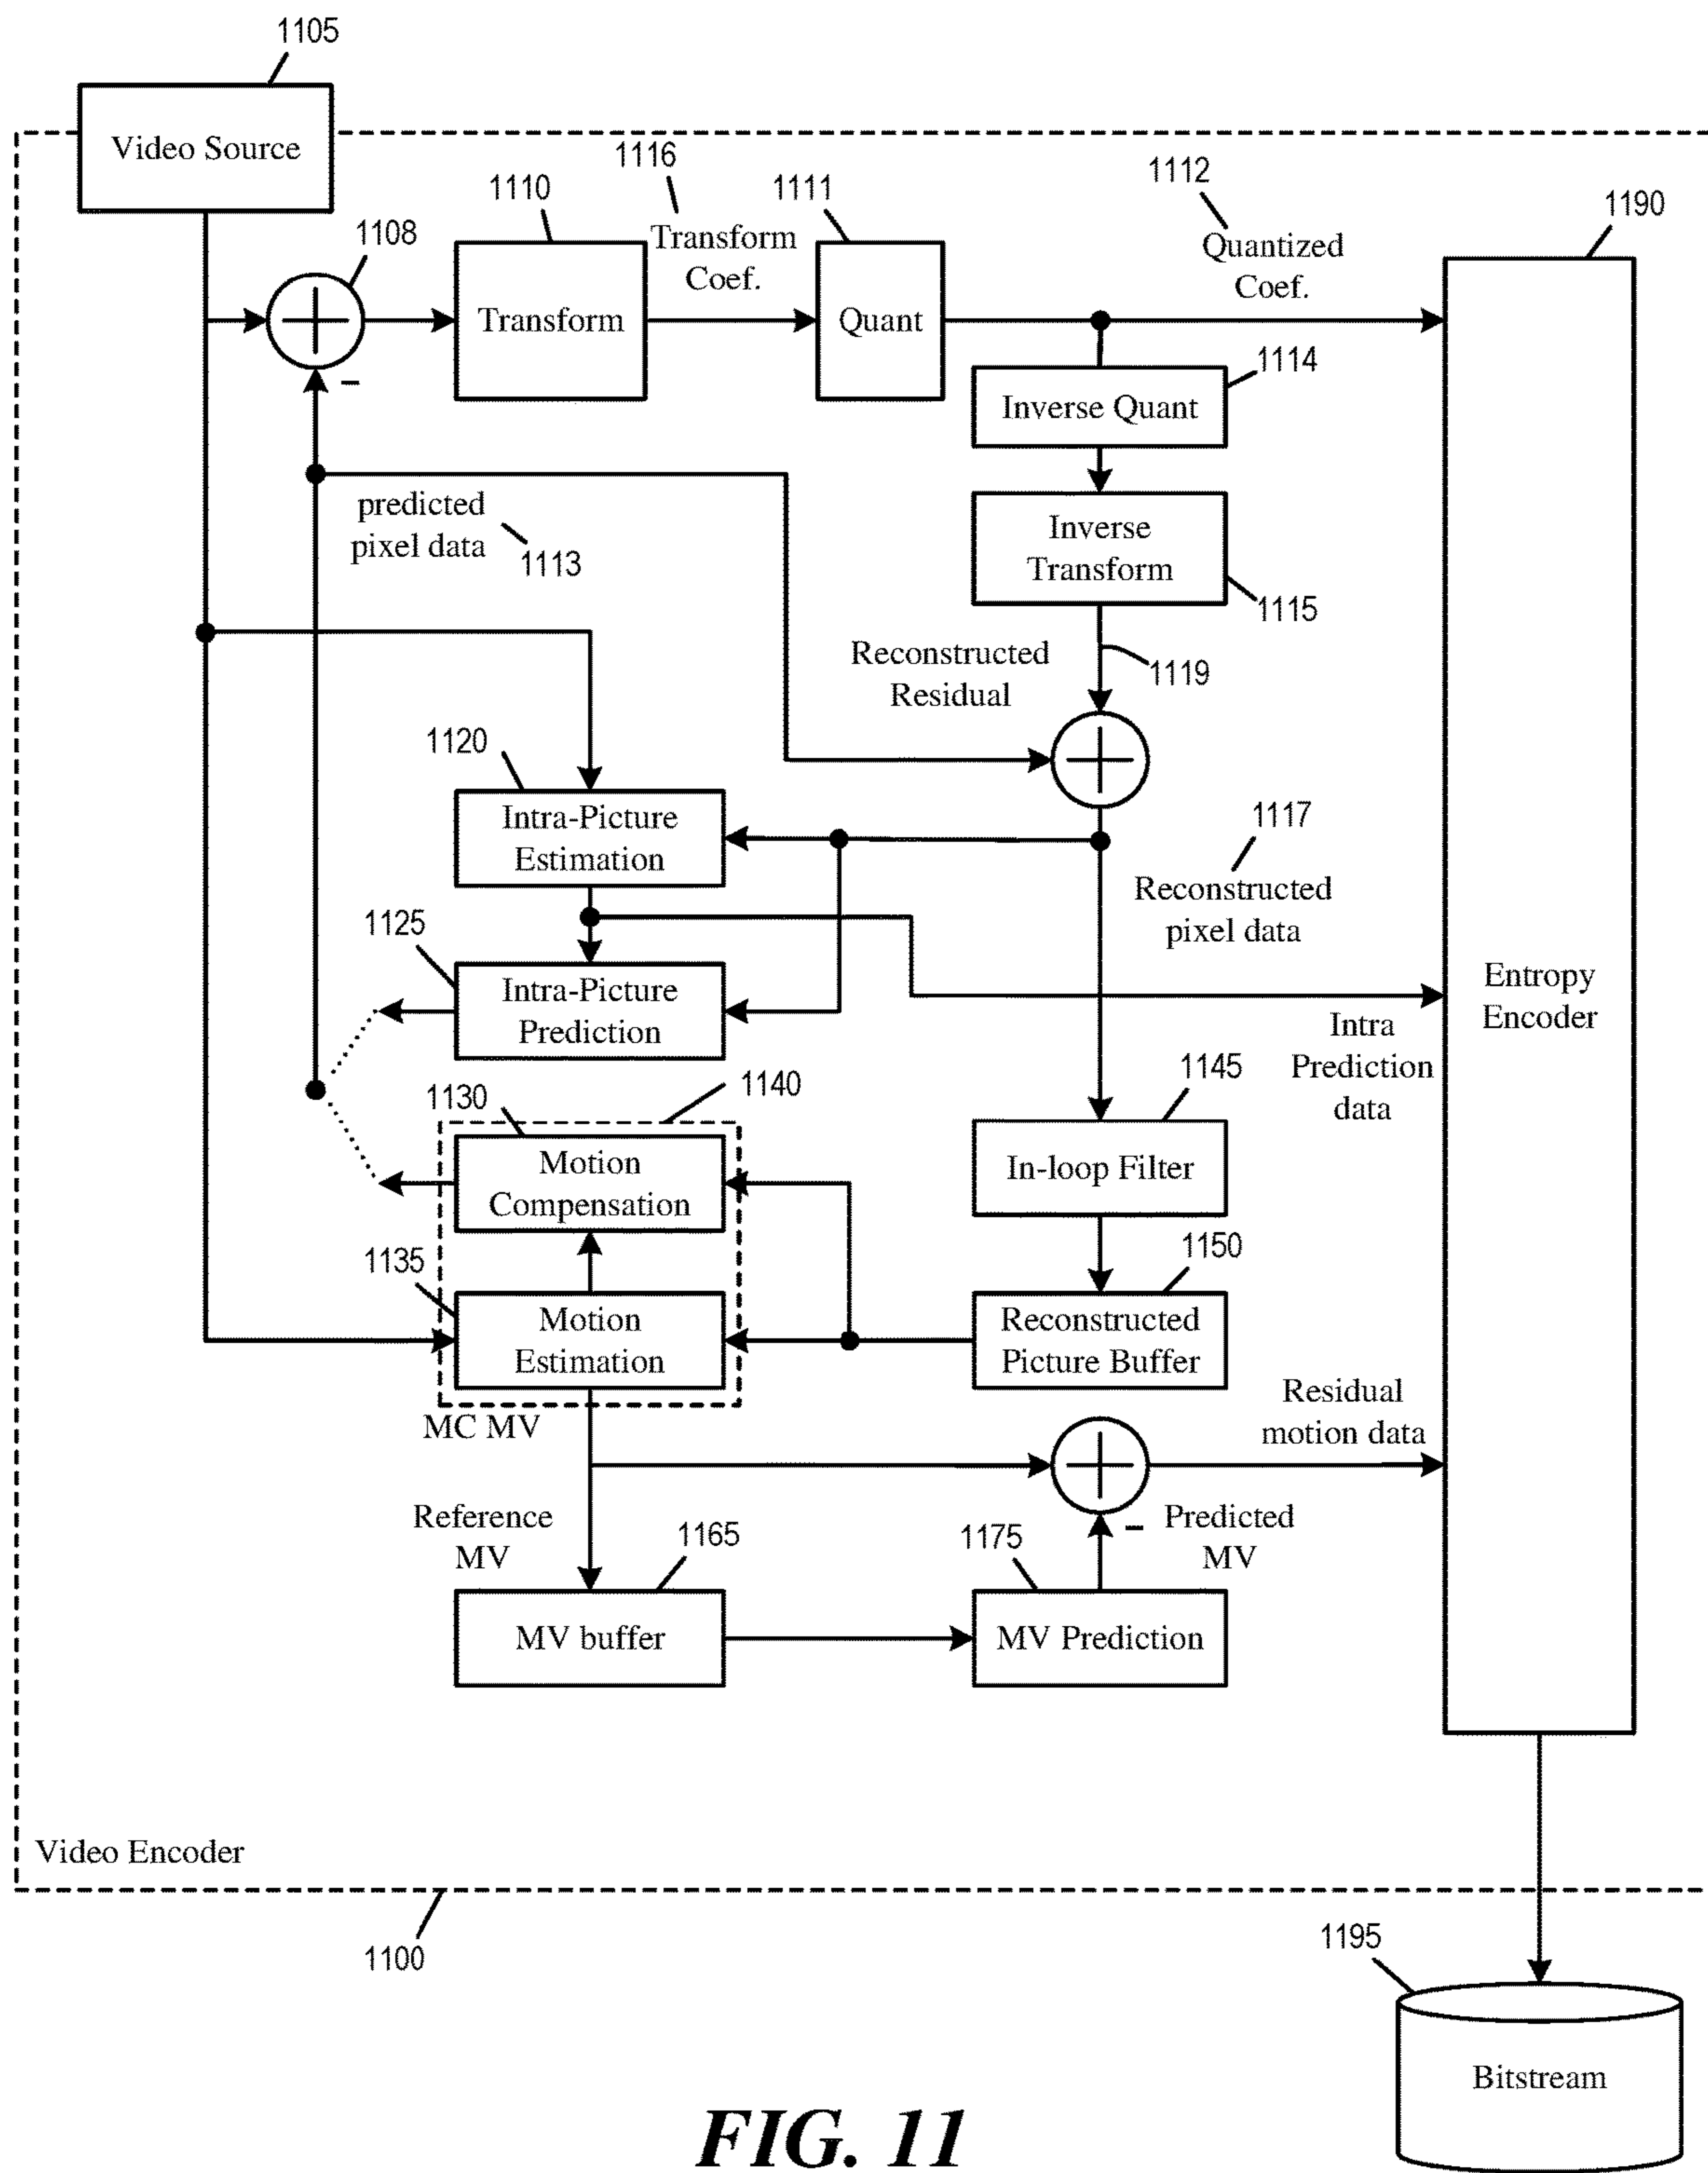 1105
Video Source
1116
1112
1110
1111
1190
1108
Transform
Coef.
Quantized
Coef.
Transform
Quant
–
1114
Inverse Quant
predicted
pixel data
1113
Inverse
Transform
1115
Reconstructed
Residual
1119
1120
Intra-Picture
Estimation
1117
Reconstructed
pixel data
1125
Intra-Picture
Prediction
Entropy
Encoder
Intra
Prediction
data
1130
1140
1145
Motion
Compensation
In-loop Filter
1135
1150
Motion
Estimation
Reconstructed
Picture Buffer
MC MV
Residual
motion data
Reference
MV
1165
1175
– Predicted
MV
MV buffer
MV Prediction
Video Encoder
1100
1195
Bitstream
FIG. 11